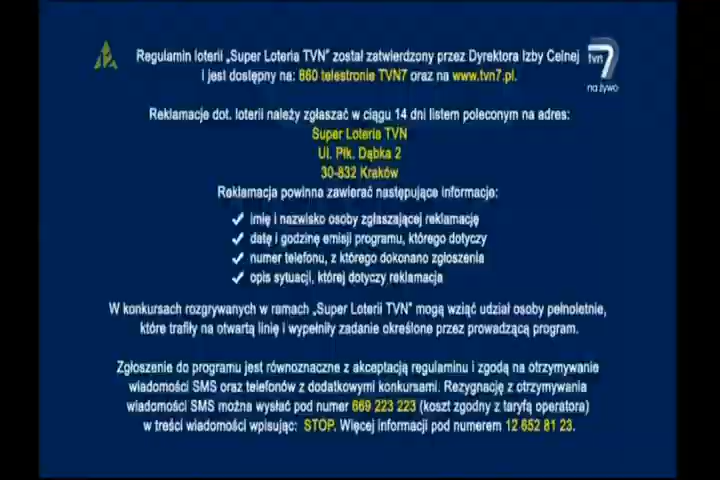 12
Regulamin loterii „Super Loteria TVN” został zatwierdzony przez Dyrektora Izby Celnej
i jest dostępny na: 860 telestronie TVN7 oraz na www.tvn7.pl.
tvn 7
na żywo
Reklamacje dot. loterii należy zgłaszać w ciągu 14 dni listem poleconym na adres:
Super Loteria TVN
Ul. Płk. Dąbka 2
30-832 Kraków
Reklamacja powinna zawierać następujące informacje:
✓ imię i nazwisko osoby zgłaszającej reklamację
✓ datę i godzinę emisji programu, którego dotyczy
✓ numer telefonu, z którego dokonano zgłoszenia
✓ opis sytuacji, której dotyczy reklamacja
W konkursach rozgrywanych w ramach „Super Loterii TVN” mogą wziąć udział osoby pełnoletnie,
które trafiły na otwartą linię i wypełniły zadanie określone przez prowadzącą program.
Zgłoszenie do programu jest równoznaczne z akceptacją regulaminu i zgodą na otrzymywanie
wiadomości SMS oraz telefonów z dodatkowymi konkursami. Rezygnację z otrzymywania
wiadomości SMS można wysłać pod numer 669 223 223 (koszt zgodny z taryfą operatora)
w treści wiadomości wpisując: STOP. Więcej informacji pod numerem 12 652 81 23.